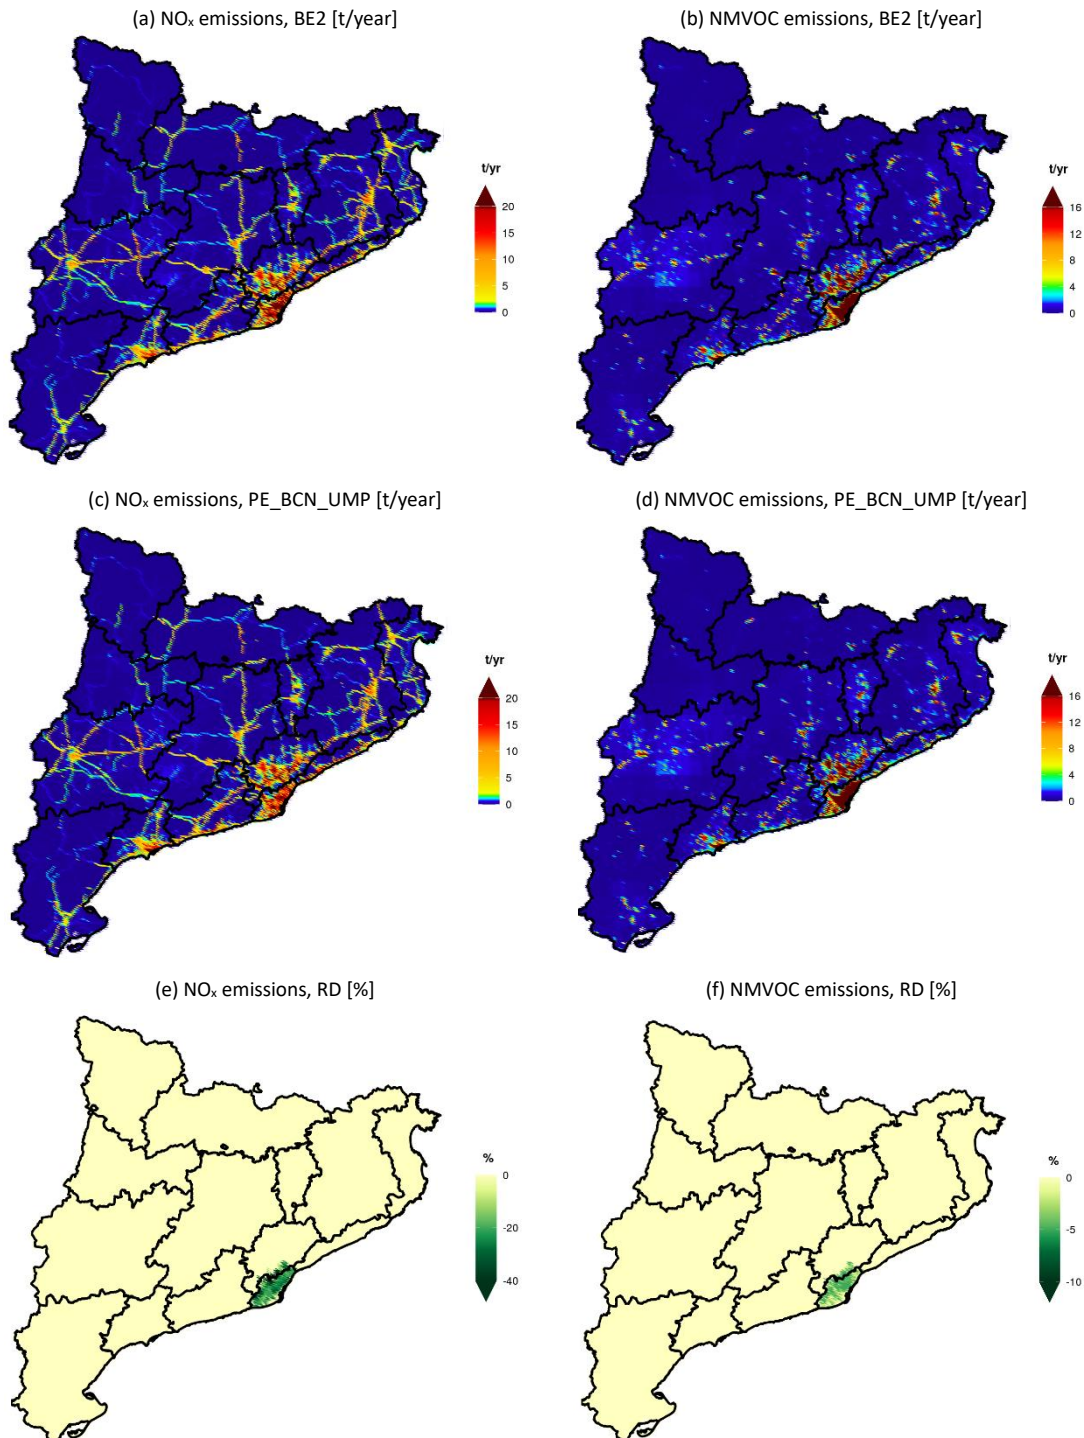 (a) NOₓ emissions, BE2 [t/year]
(b) NMVOC emissions, BE2 [t/year]
t/yr
20
15
10
5
0
t/yr
16
12
8
4
0
(c) NOₓ emissions, PE_BCN_UMP [t/year]
(d) NMVOC emissions, PE_BCN_UMP [t/year]
t/yr
20
15
10
5
0
t/yr
16
12
8
4
0
(e) NOₓ emissions, RD [%]
(f) NMVOC emissions, RD [%]
%
0
-20
-40
%
0
-5
-10